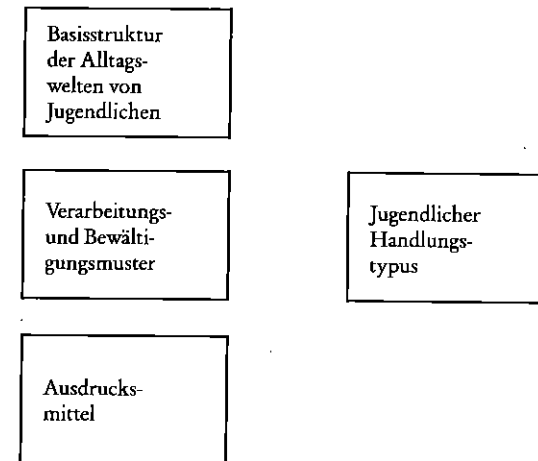 Basisstruktur
der Alltags-
welten von
Jugendlichen
Verarbeitungs-
und Bewälti-
gungsmuster
Jugendlicher
Handlungs-
typus
Ausdrucks-
mittel